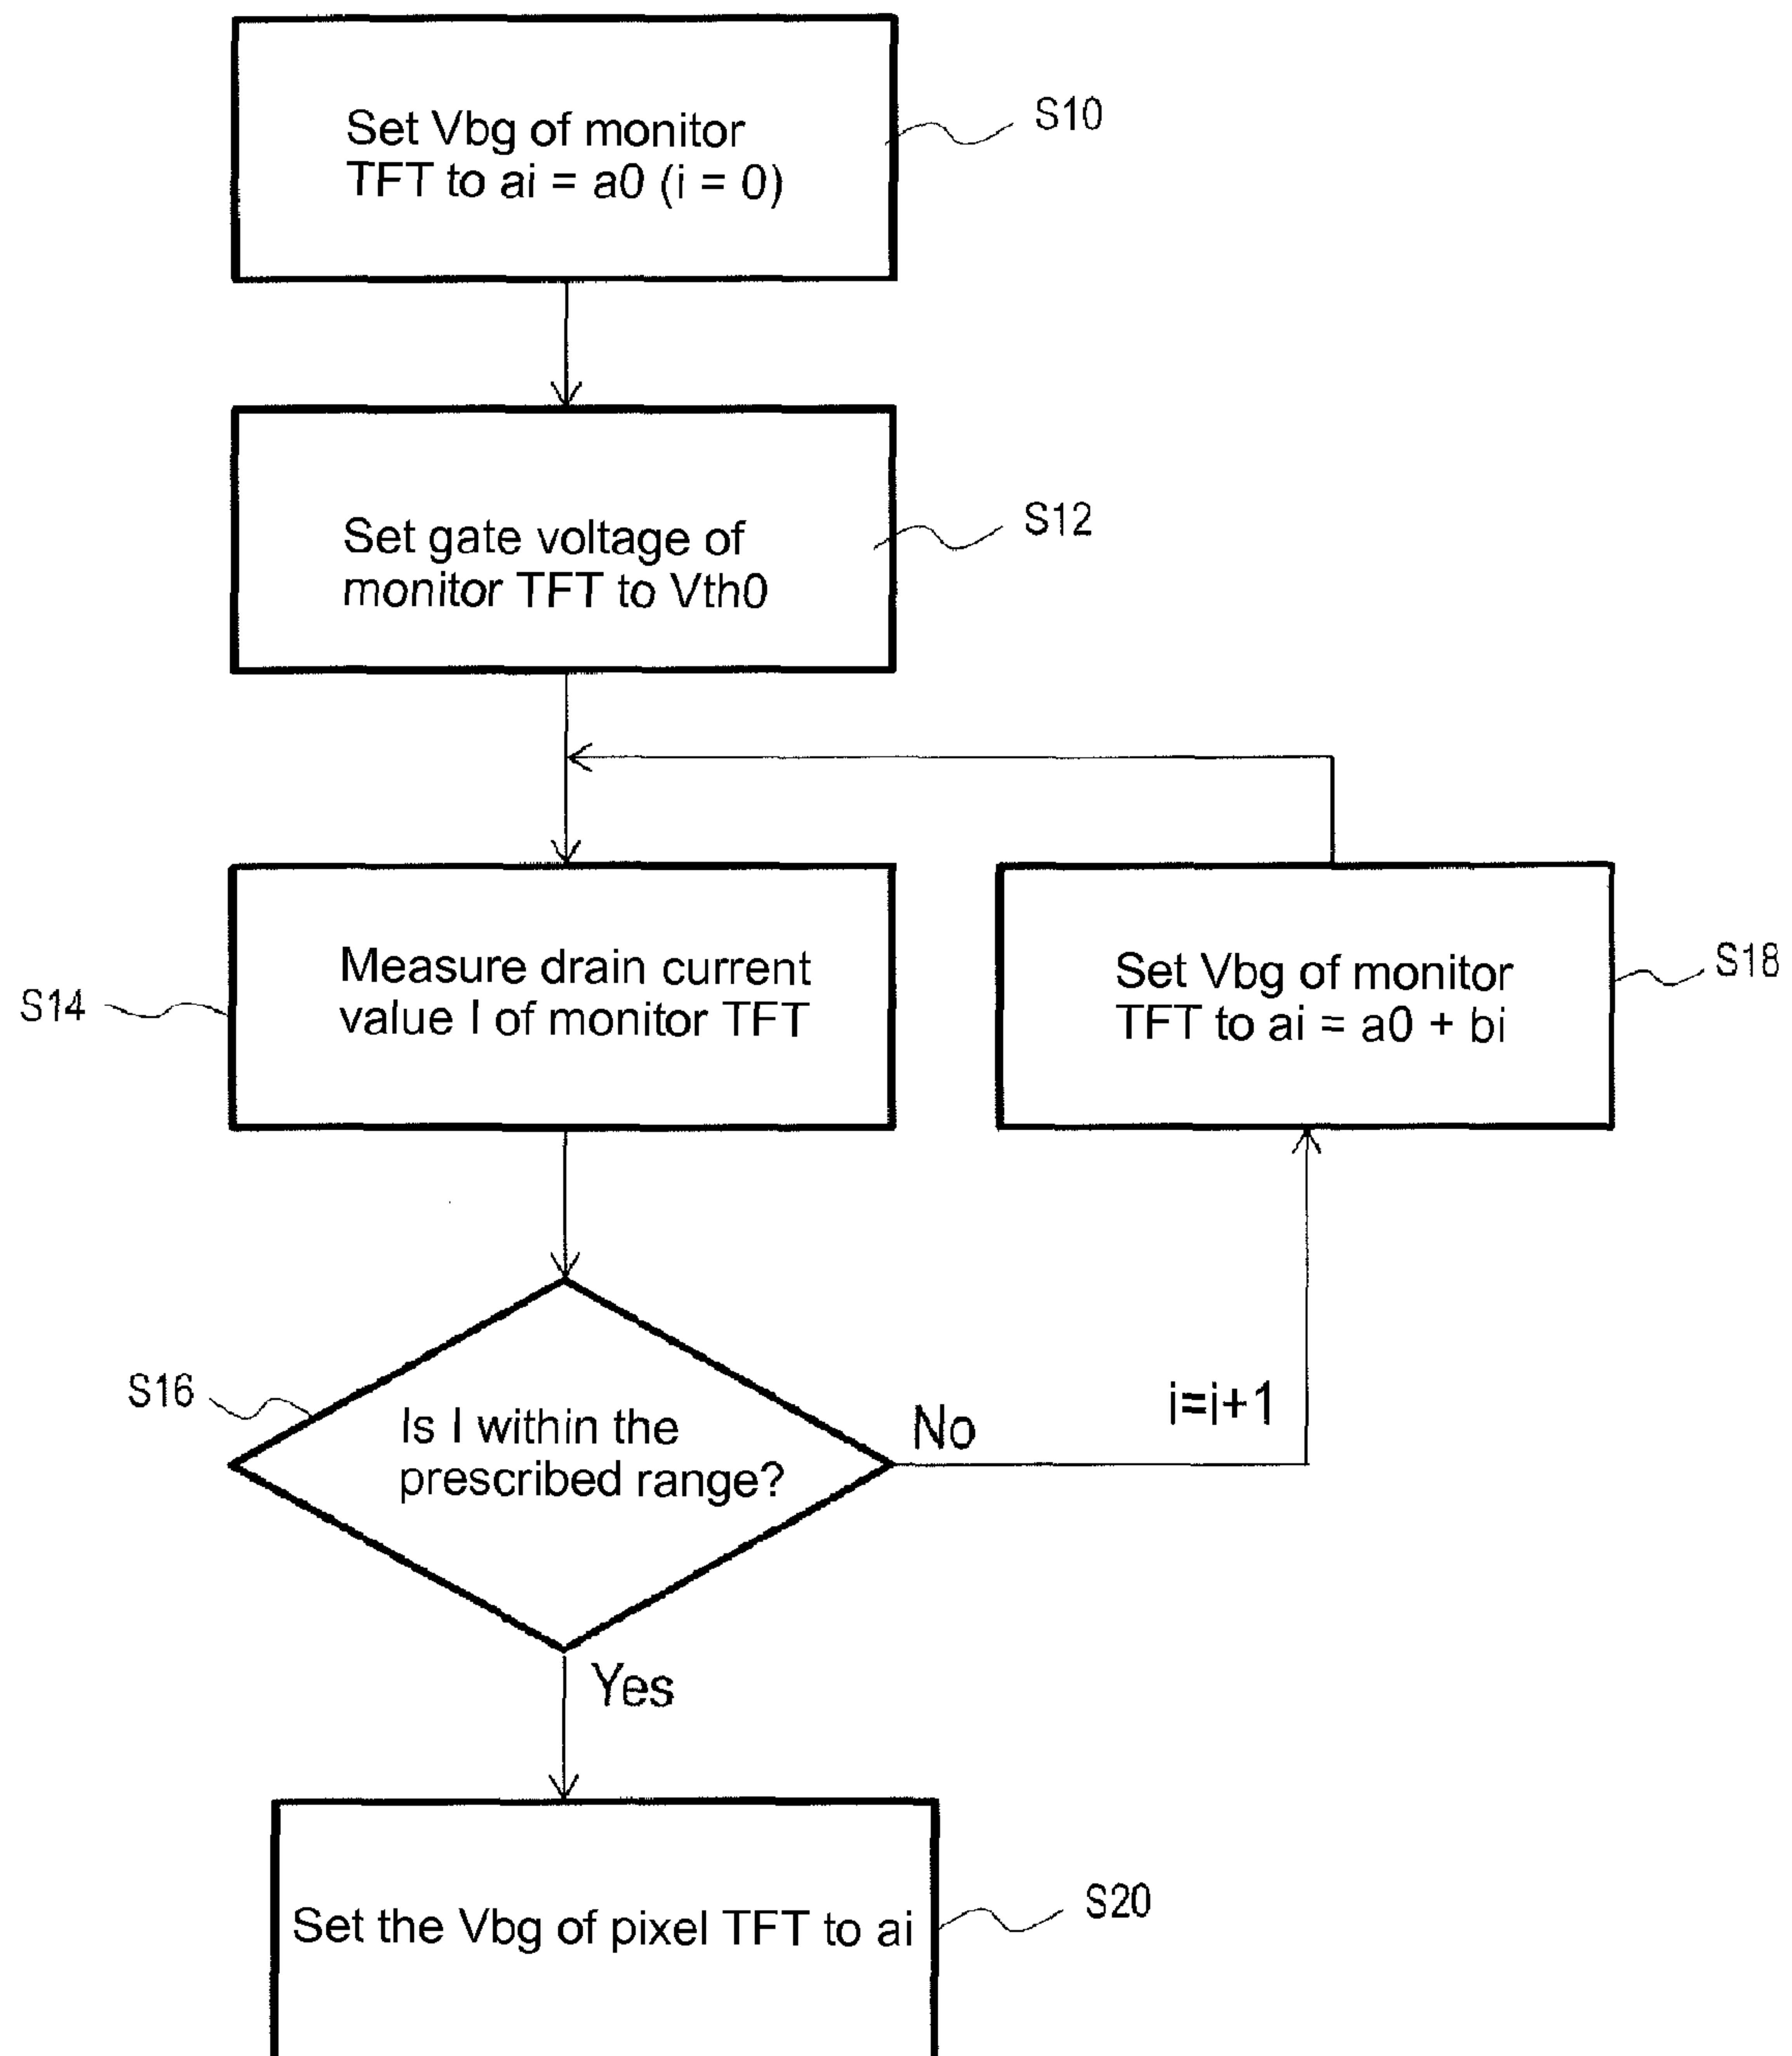 Set Vbg of monitor
TFT to ai = a0 (i = 0)
S10
Set gate voltage of
monitor TFT to Vth0
S12
S14
Measure drain current
value I of monitor TFT
Set Vbg of monitor
TFT to ai = a0 + bi
S18
S16
Is I within the
prescribed range?
No
i=i+1
Yes
Set the Vbg of pixel TFT to ai
S20